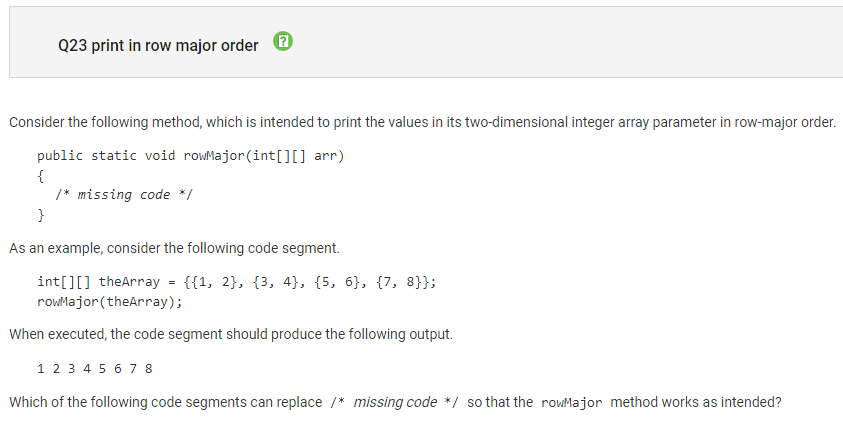 Q23 print in row major order
Consider the following method, which is intended to print the values in its two-dimensional integer array parameter in row-major order.
public static void rowMajor(int[][] arr)
{
/* missing code */
}
As an example, consider the following code segment.
int[][] theArray = {{1, 2}, {3, 4}, {5, 6}, {7, 8}};
rowMajor(theArray);
When executed, the code segment should produce the following output.
1 2 3 4 5 6 7 8
Which of the following code segments can replace /* missing code */ so that the rowMajor method works as intended?